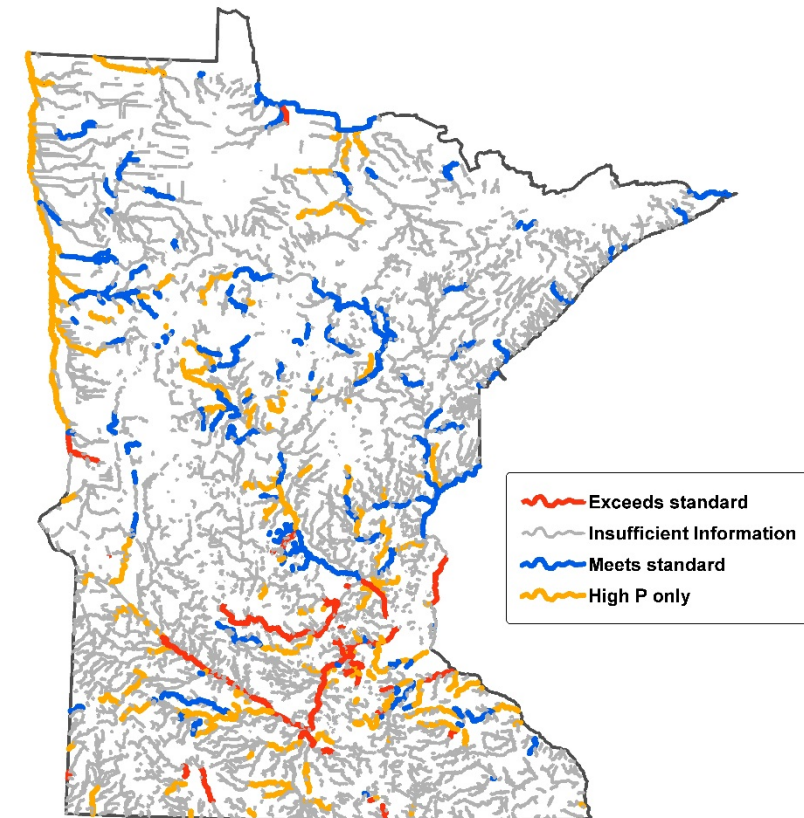 Exceeds standard
Insufficient Information
Meets standard
High P only